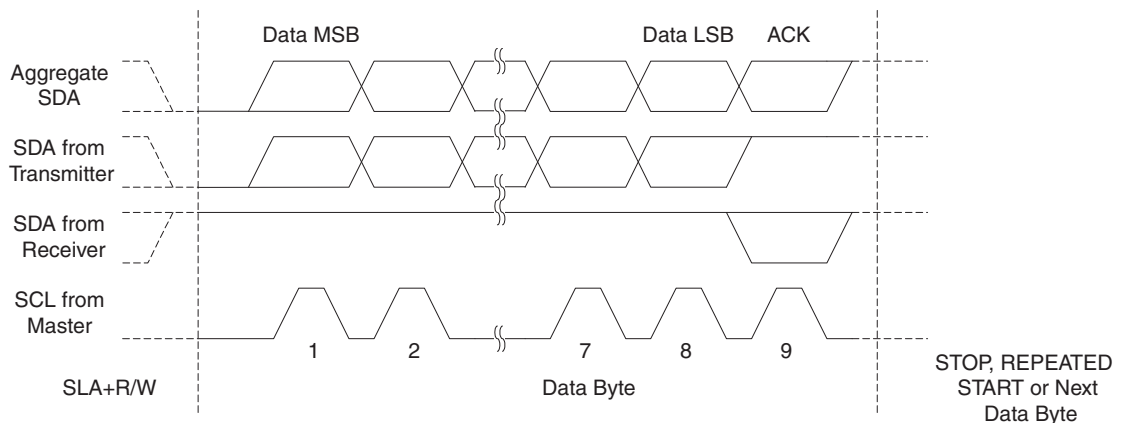 Data MSB
Data LSB
ACK
Aggregate
SDA
SDA from
Transmitter
SDA from
Receiver
SCL from
Master
1
2
7
8
9
SLA+R/W
Data Byte
STOP, REPEATED
START or Next
Data Byte